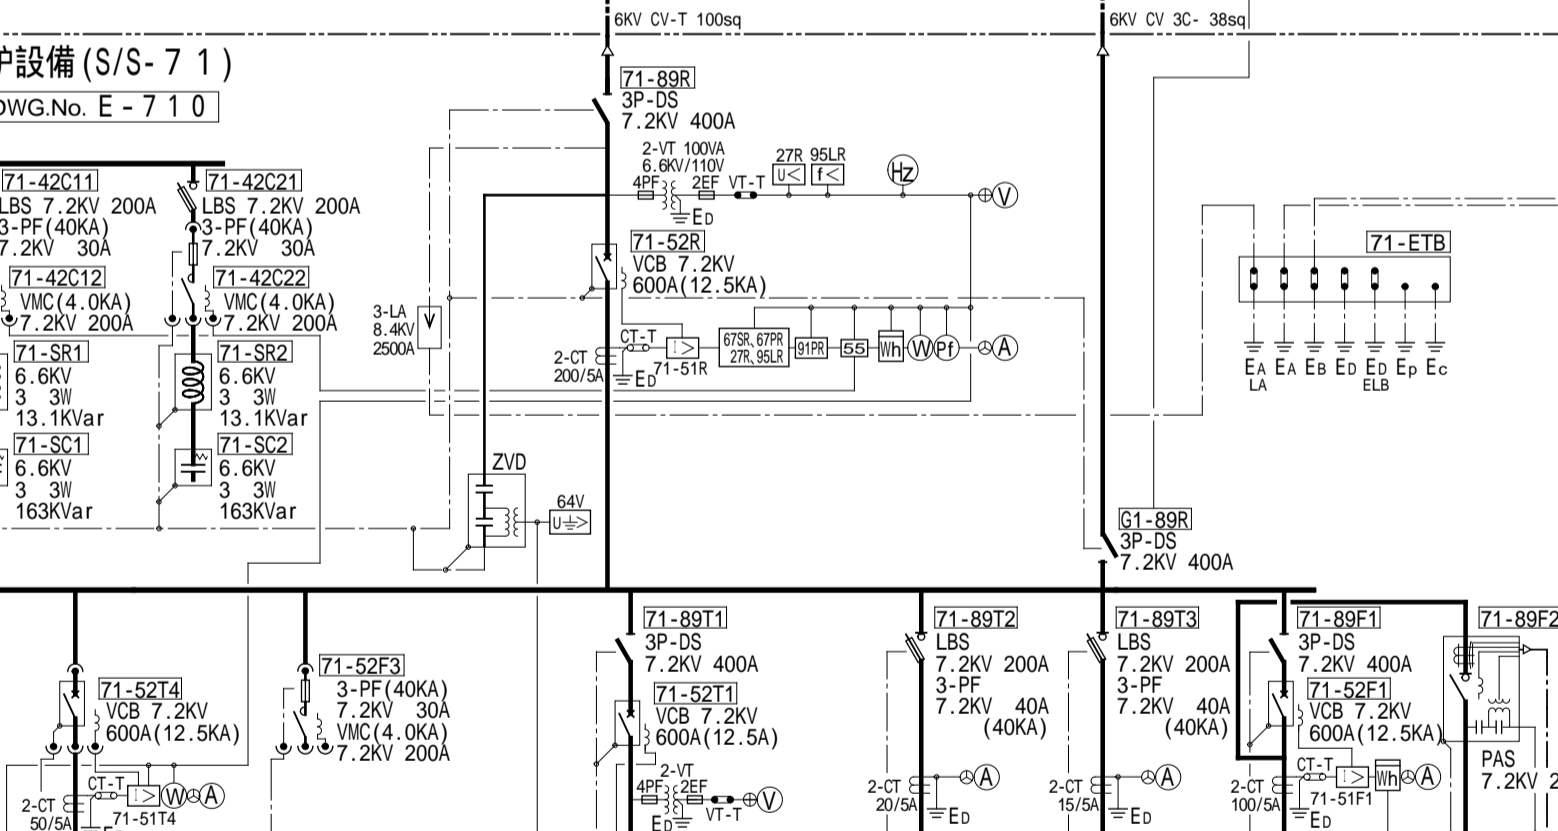 6KV CV-T 100sq
6KV CV 3C- 38sq
設備(S/S-７１)
DWG.No. E-710
71-89R
3P-DS
7.2KV 400A
2-VT 100VA
6.6KV/110V
4PF
2EF
VT-T
ED
27R
U<
95LR
f<
Hz
V
71-42C11
LBS 7.2KV 200A
3-PF(40KA)
7.2KV 30A
71-42C12
VMC(4.0KA)
7.2KV 200A
71-SR1
6.6KV
3 3W
13.1KVar
71-SC1
6.6KV
3 3W
163KVar
71-42C21
LBS 7.2KV 200A
3-PF(40KA)
7.2KV 30A
71-42C22
VMC(4.0KA)
7.2KV 200A
71-SR2
6.6KV
3 3W
13.1KVar
71-SC2
6.6KV
3 3W
163KVar
71-52R
VCB 7.2KV
600A(12.5KA)
3-LA
8.4KV
2500A
2-CT
200/5A
CT-T
ED
I>
71-51R
67SR, 67PR
27R, 95LR
91PR
55
Wh
W
Pf
A
71-ETB
EA
LA
EA
EB
ED
ED
ELB
Ep
Ec
ZVD
64V
U >
G1-89R
3P-DS
7.2KV 400A
71-52T4
VCB 7.2KV
600A(12.5KA)
CT-T
2-CT
50/5A
ED
I>
71-51T4
W
A
71-52F3
3-PF(40KA)
7.2KV 30A
VMC(4.0KA)
7.2KV 200A
71-89T1
3P-DS
7.2KV 400A
71-52T1
VCB 7.2KV
600A(12.5A)
2-VT
4PF
2EF
VT-T
ED
V
71-89T2
LBS
7.2KV 200A
3-PF
7.2KV 40A
(40KA)
2-CT
20/5A
ED
A
71-89T3
LBS
7.2KV 200A
3-PF
7.2KV 40A
(40KA)
2-CT
15/5A
ED
A
71-89F1
3P-DS
7.2KV 400A
71-52F1
VCB 7.2KV
600A(12.5KA)
CT-T
2-CT
100/5A
ED
I>
71-51F1
Wh
A
71-89F2
PAS
7.2KV 2